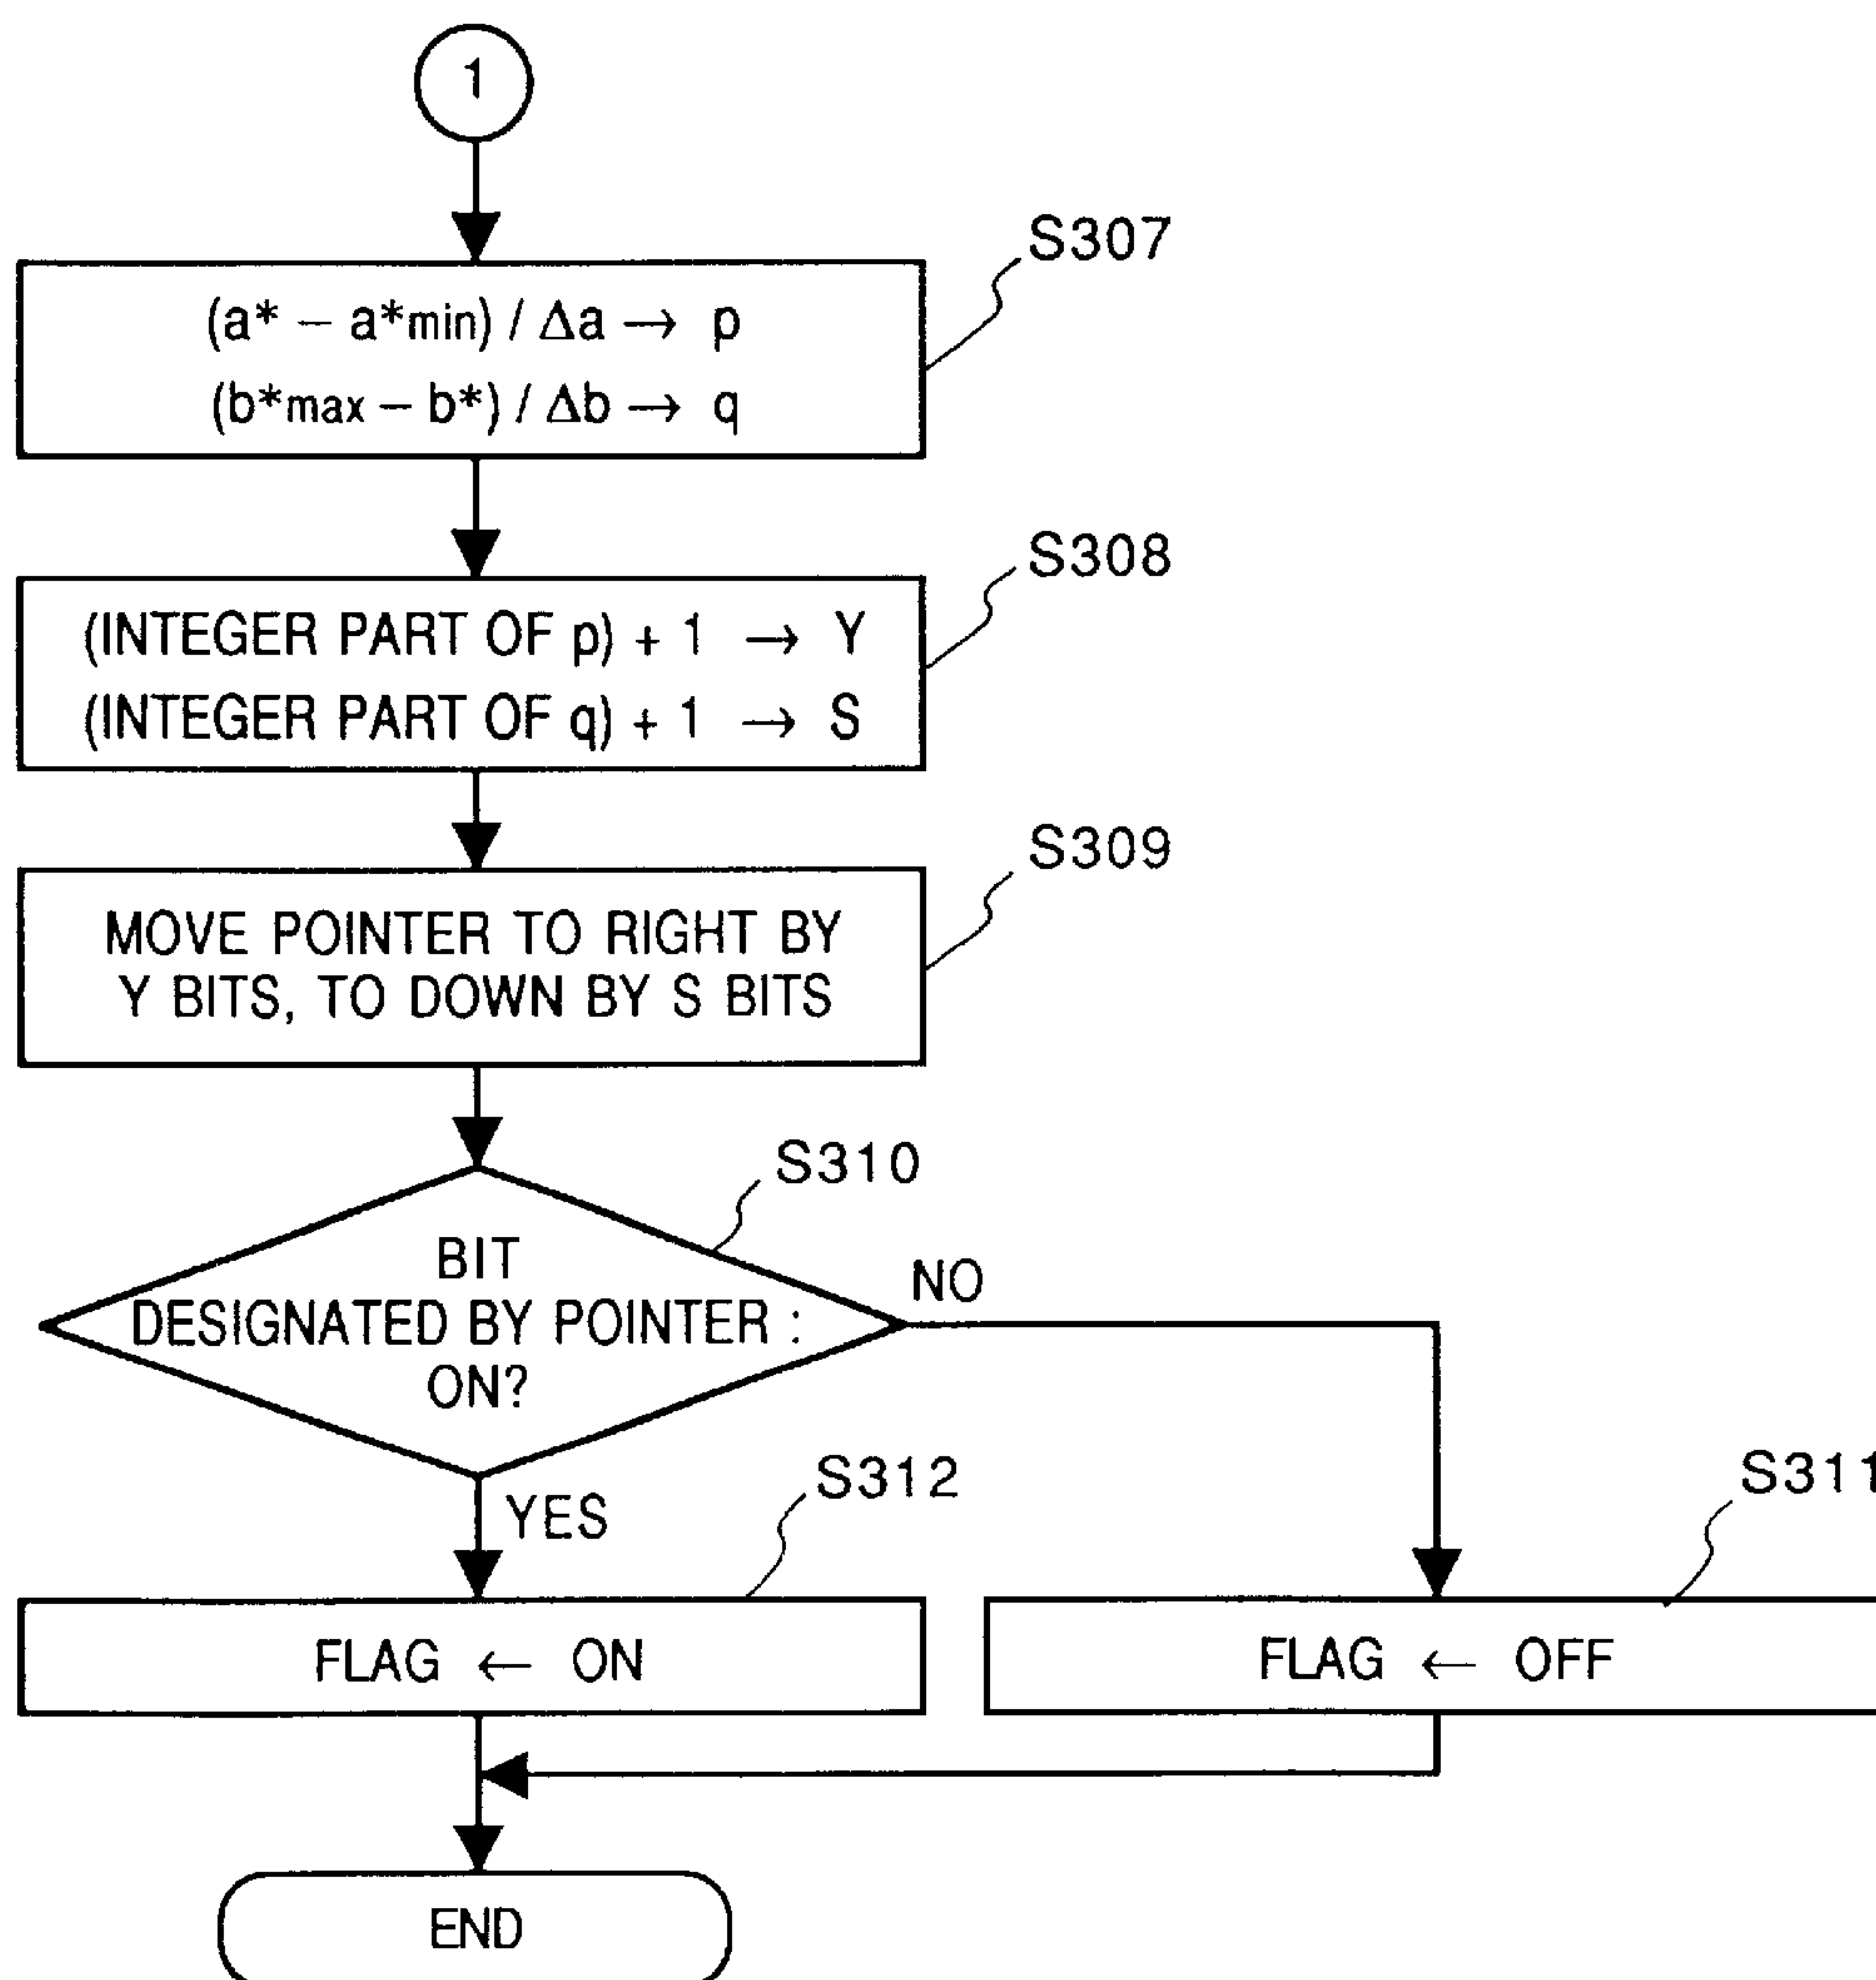 1
S307
(a* − a*min) / Δa → p
(b*max − b*) / Δb → q
S308
(INTEGER PART OF p) + 1 → Y
(INTEGER PART OF q) + 1 → S
S309
MOVE POINTER TO RIGHT BY
Y BITS, TO DOWN BY S BITS
S310
BIT
DESIGNATED BY POINTER :
ON?
NO
YES
S312
S311
FLAG ← ON
FLAG ← OFF
END